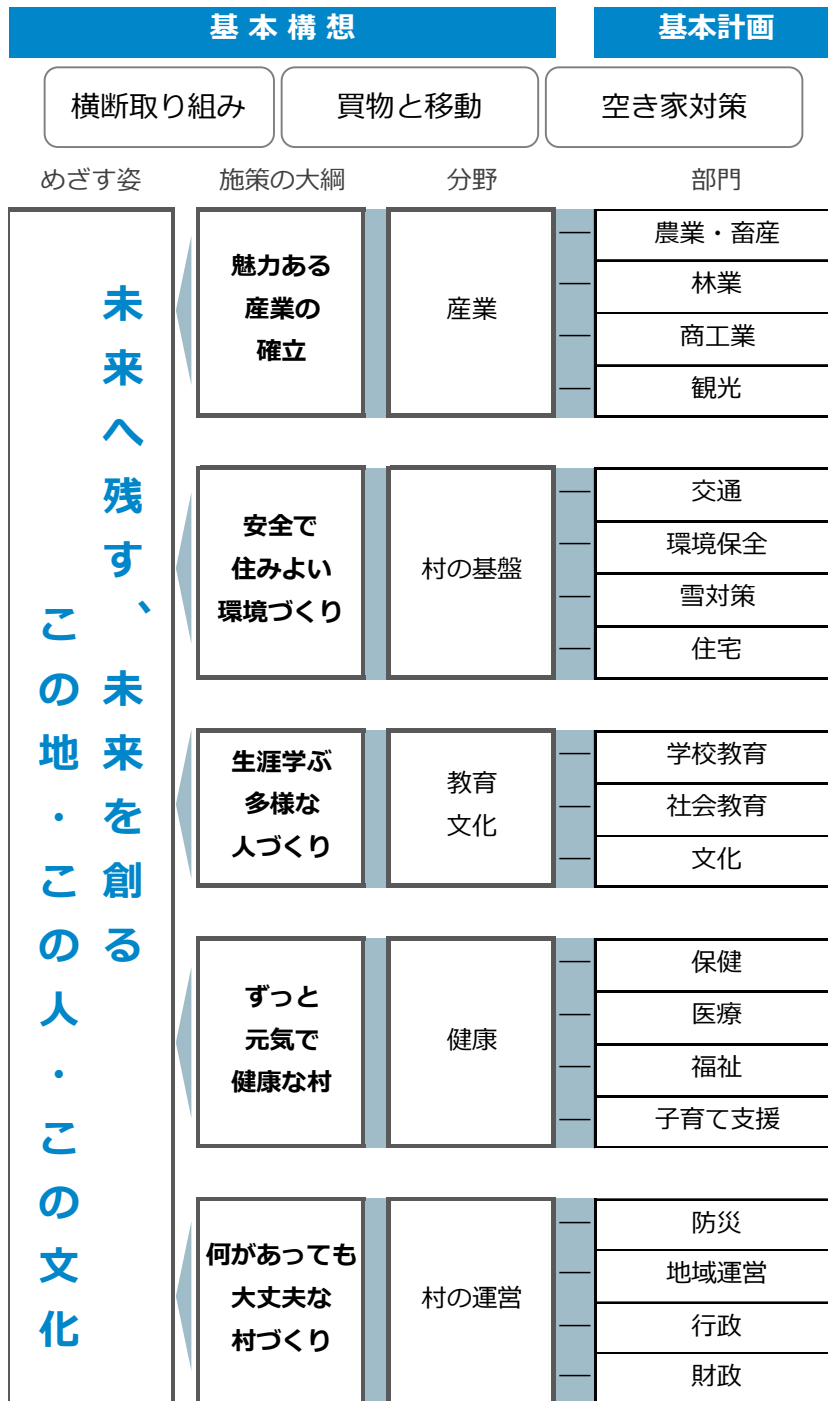 基本構想
基本計画
横断取り組み
買物と移動
空き家対策
めざす姿
施策の大綱
分野
部門
未来へ残す、未来を創る
この地・この人・この文化
魅力ある
産業の
確立
産業
農業・畜産
林業
商工業
観光
安全で
住みよい
環境づくり
村の基盤
交通
環境保全
雪対策
住宅
生涯学ぶ
多様な
人づくり
教育
文化
学校教育
社会教育
文化
ずっと
元気で
健康な村
健康
保健
医療
福祉
子育て支援
何があっても
大丈夫な
村づくり
村の運営
防災
地域運営
行政
財政